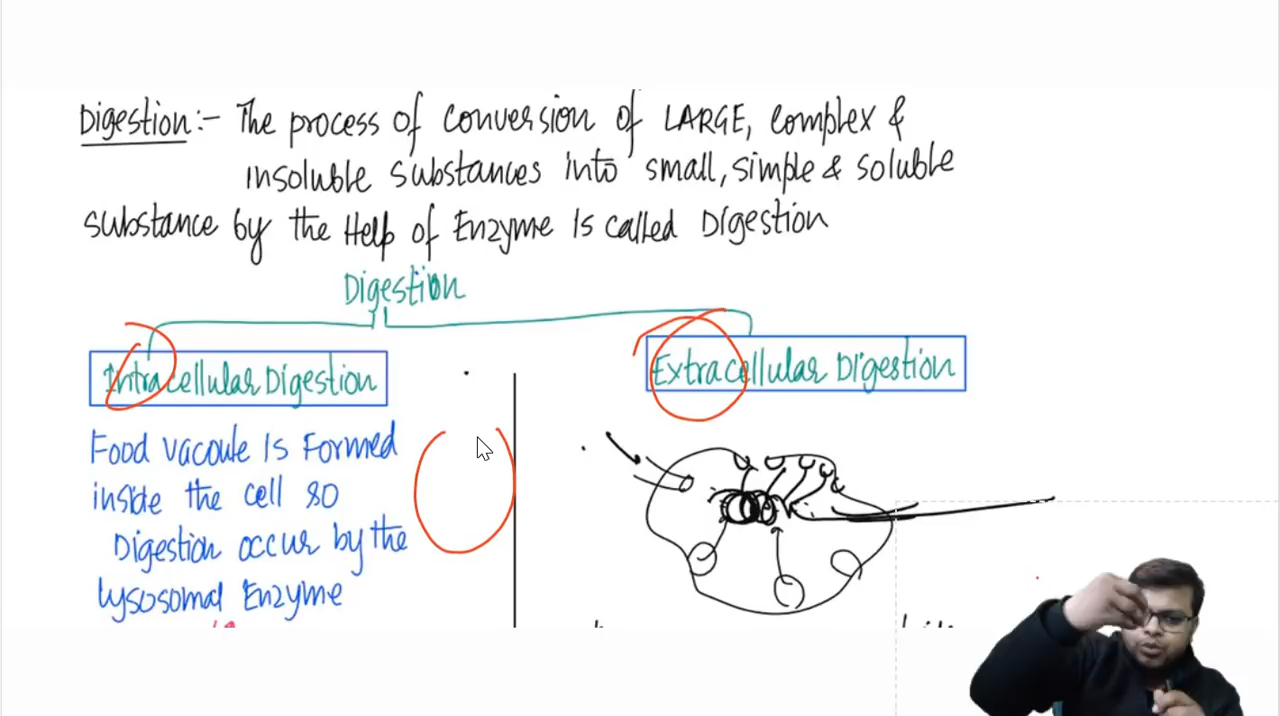 Digestion:- The process of conversion of LARGE, complex &
insoluble substances into small, simple & soluble
substance by the Help of Enzyme is called Digestion
Digestion
Intracellular Digestion
Extracellular Digestion
Food vacoule is Formed
inside the cell so
Digestion occur by the
lysosomal Enzyme